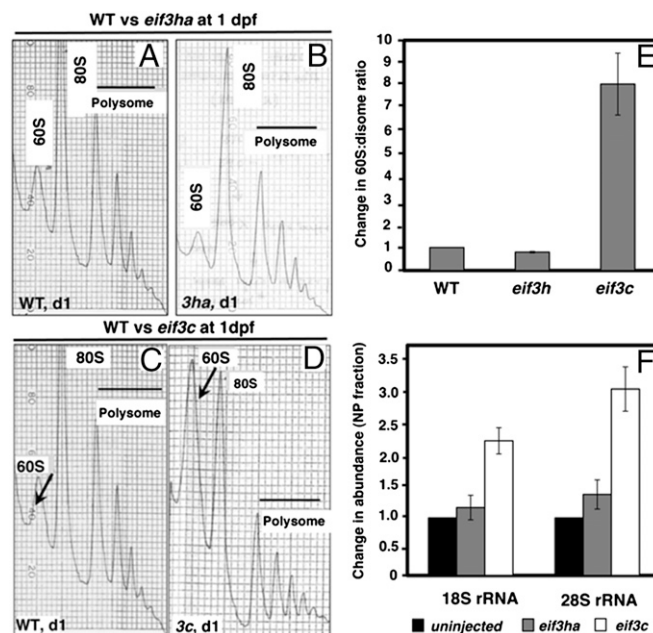 WT vs eif3ha at 1 dpf
A
80S
Polysome
60S
WT, d1
B
80S
Polysome
60S
3ha, d1
WT vs eif3c at 1dpf
C
80S
Polysome
60S
WT, d1
D
60S
80S
Polysome
3c, d1
E
Change in 60S:disome ratio
10
9
8
7
6
5
4
3
2
1
0
WT
eif3h
eif3c
F
Change in abundance (NP fraction)
3.5
3.0
2.5
2.0
1.5
1.0
0.5
0
18S rRNA
28S rRNA
uninjected
eif3ha
eif3c